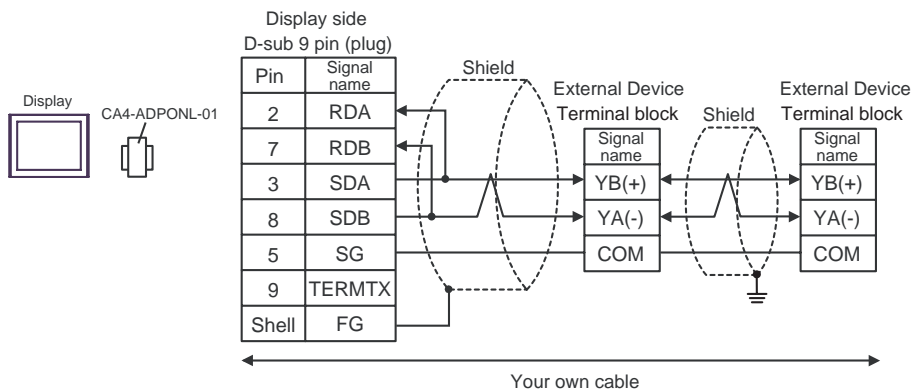 Display side
D-sub 9 pin (plug)
Display
CA4-ADPONL-01
Pin
Signal
name
2
RDA
7
RDB
3
SDA
8
SDB
5
SG
9
TERMTX
Shell
FG
Shield
External Device
Terminal block
Signal
name
YB(+)
YA(-)
COM
Shield
External Device
Terminal block
Signal
name
YB(+)
YA(-)
COM
Your own cable